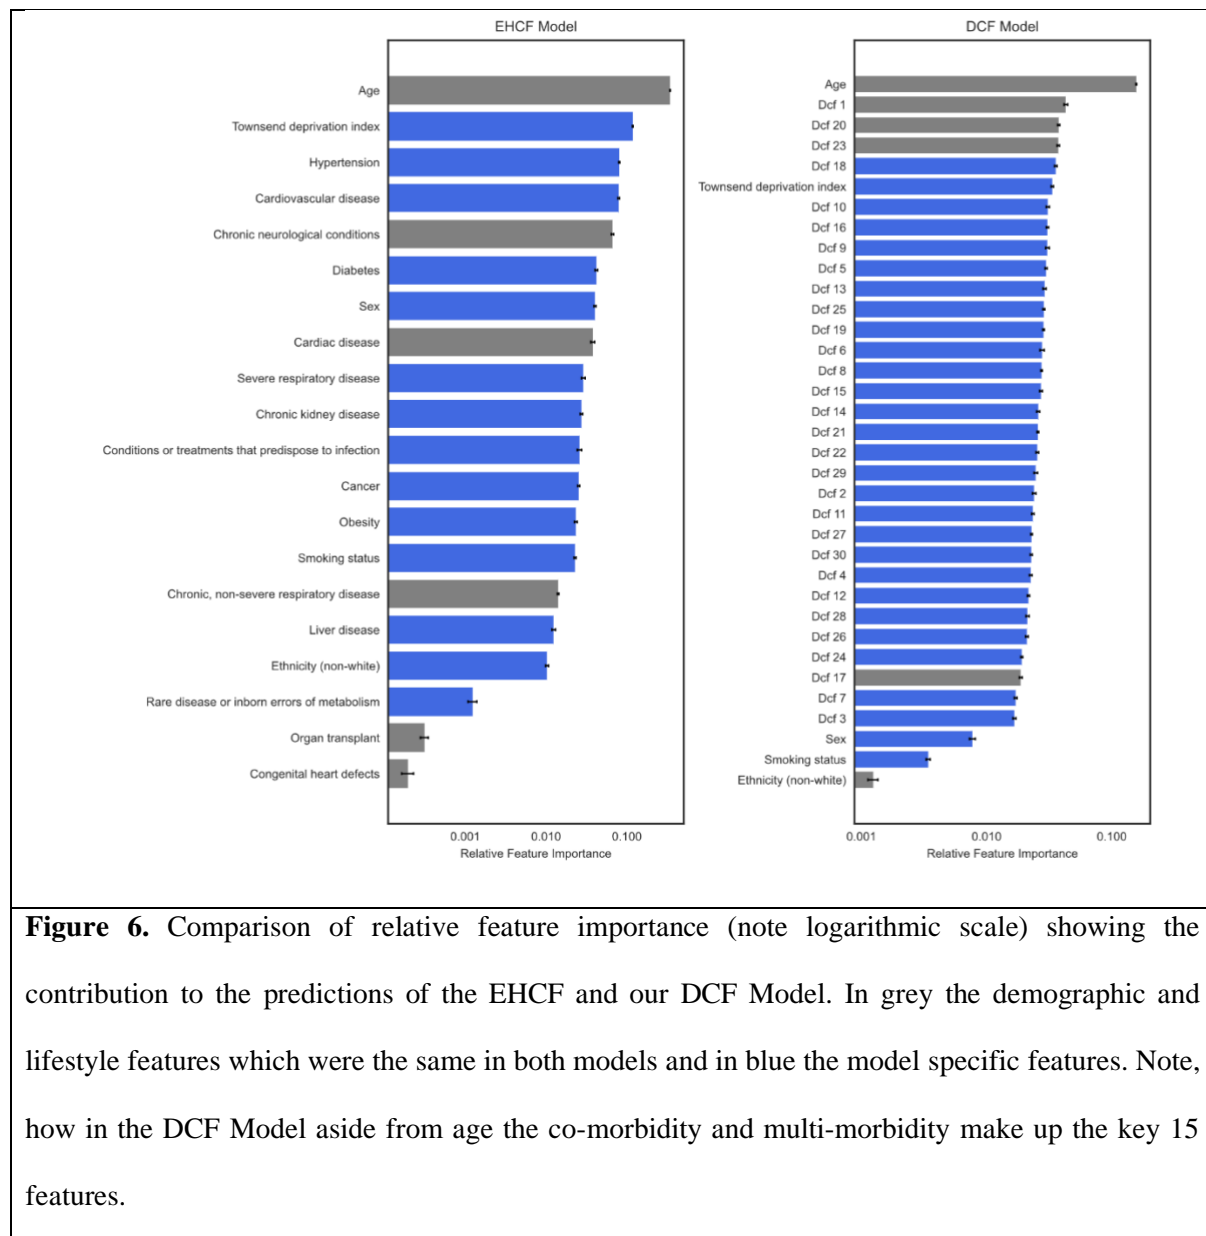 EHCF Model
Age
Townsend deprivation index
Hypertension
Cardiovascular disease
Chronic neurological conditions
Diabetes
Sex
Cardiac disease
Severe respiratory disease
Chronic kidney disease
Conditions or treatments that predispose to infection
Cancer
Obesity
Smoking status
Chronic, non-severe respiratory disease
Liver disease
Ethnicity (non-white)
Rare disease or inborn errors of metabolism
Organ transplant
Congenital heart defects
0.001 0.010 0.100
Relative Feature Importance
DCF Model
Age
Dcf 1
Dcf 20
Dcf 23
Dcf 18
Townsend deprivation index
Dcf 10
Dcf 16
Dcf 9
Dcf 5
Dcf 13
Dcf 25
Dcf 19
Dcf 6
Dcf 8
Dcf 15
Dcf 14
Dcf 21
Dcf 22
Dcf 29
Dcf 2
Dcf 11
Dcf 27
Dcf 30
Dcf 4
Dcf 12
Dcf 28
Dcf 26
Dcf 24
Dcf 17
Dcf 7
Dcf 3
Sex
Smoking status
Ethnicity (non-white)
0.001 0.010 0.100
Relative Feature Importance
Figure 6. Comparison of relative feature importance (note logarithmic scale) showing the
contribution to the predictions of the EHCF and our DCF Model. In grey the demographic and
lifestyle features which were the same in both models and in blue the model specific features. Note,
how in the DCF Model aside from age the co-morbidity and multi-morbidity make up the key 15
features.